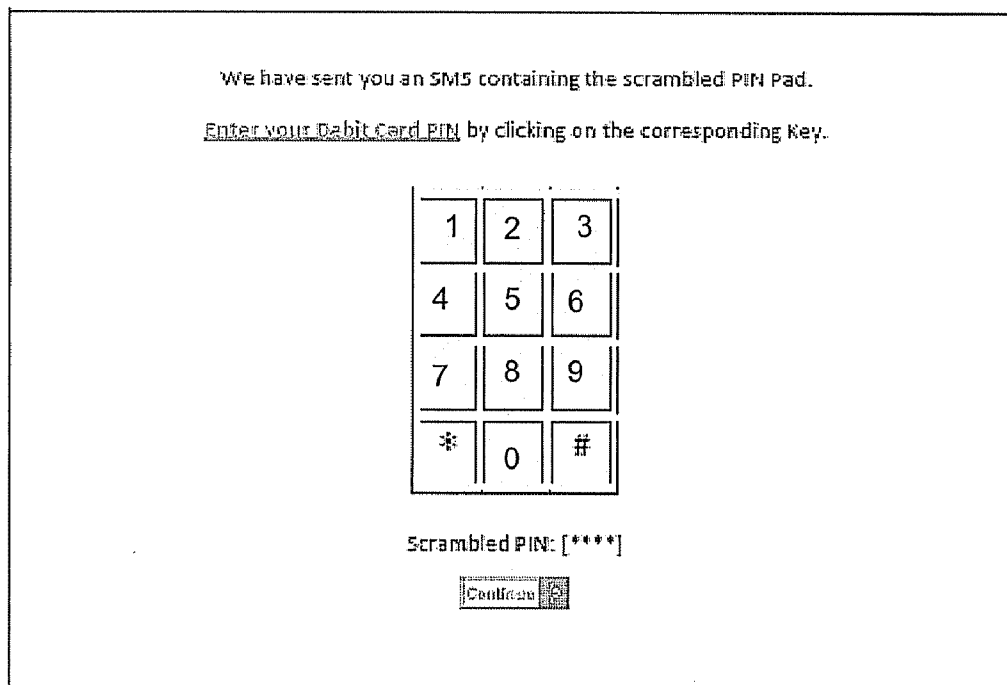 We have sent you an SMS containing the scrambled PIN Pad.
Enter your Debit Card PIN by clicking on the corresponding Key.
1 2 3
4 5 6
7 8 9
* 0 #
Scrambled PIN: [****]
Continue